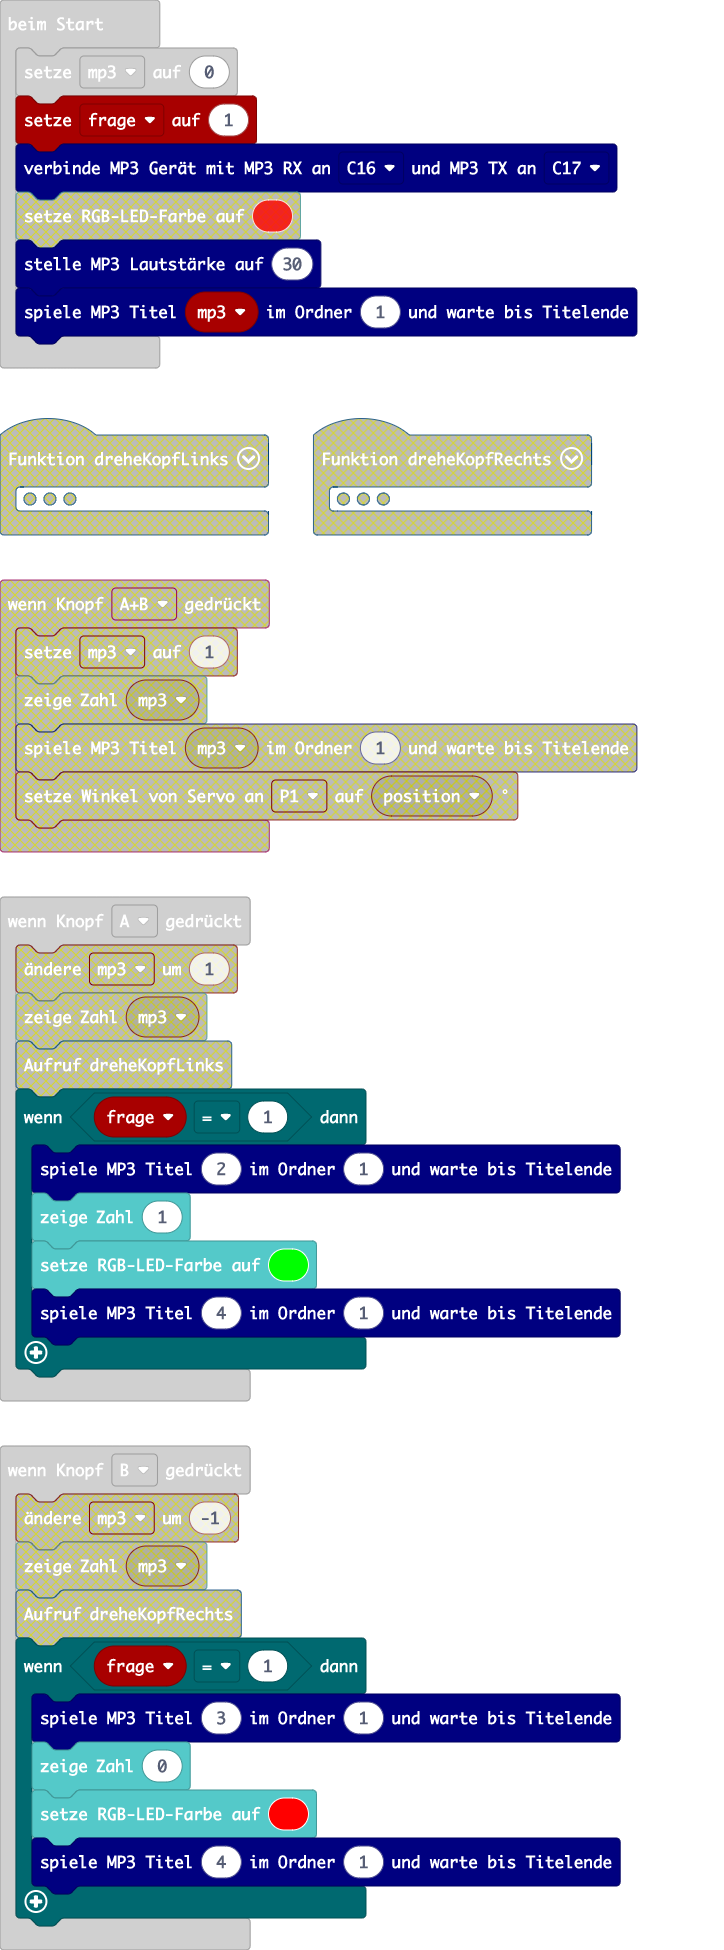 beim Start
setze mp3 auf 0
setze frage auf 1
verbinde MP3 Gerät mit MP3 RX an C16 und MP3 TX an C17
setze RGB-LED-Farbe auf
stelle MP3 Lautstärke auf 30
spiele MP3 Titel mp3 im Ordner 1 und warte bis Titelende
Funktion dreheKopfLinks
Funktion dreheKopfRechts
wenn Knopf A+B gedrückt
setze mp3 auf 1
zeige Zahl mp3
spiele MP3 Titel mp3 im Ordner 1 und warte bis Titelende
setze Winkel von Servo an P1 auf position °
wenn Knopf A gedrückt
ändere mp3 um 1
zeige Zahl mp3
Aufruf dreheKopfLinks
wenn frage = 1 dann
spiele MP3 Titel 2 im Ordner 1 und warte bis Titelende
zeige Zahl 1
setze RGB-LED-Farbe auf
spiele MP3 Titel 4 im Ordner 1 und warte bis Titelende
wenn Knopf B gedrückt
ändere mp3 um -1
zeige Zahl mp3
Aufruf dreheKopfRechts
wenn frage = 1 dann
spiele MP3 Titel 3 im Ordner 1 und warte bis Titelende
zeige Zahl 0
setze RGB-LED-Farbe auf
spiele MP3 Titel 4 im Ordner 1 und warte bis Titelende